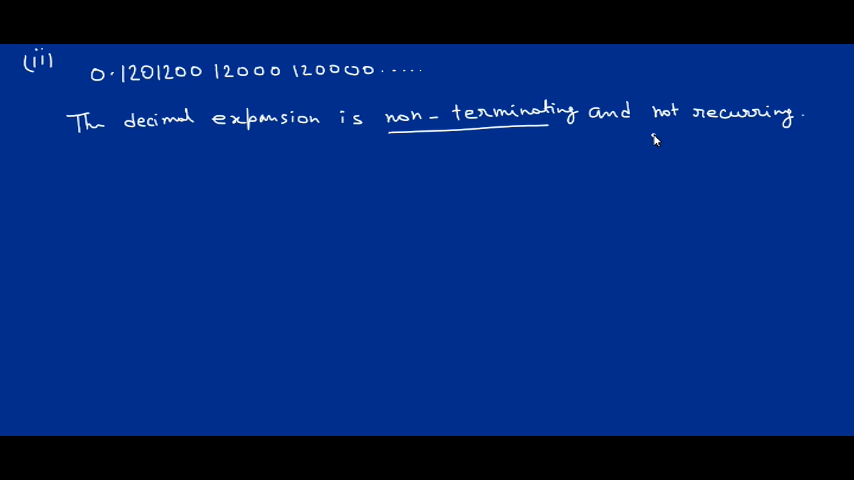 (ii)
0.1201200 12000 120000.....
The decimal expansion is non-terminating and not recurring.